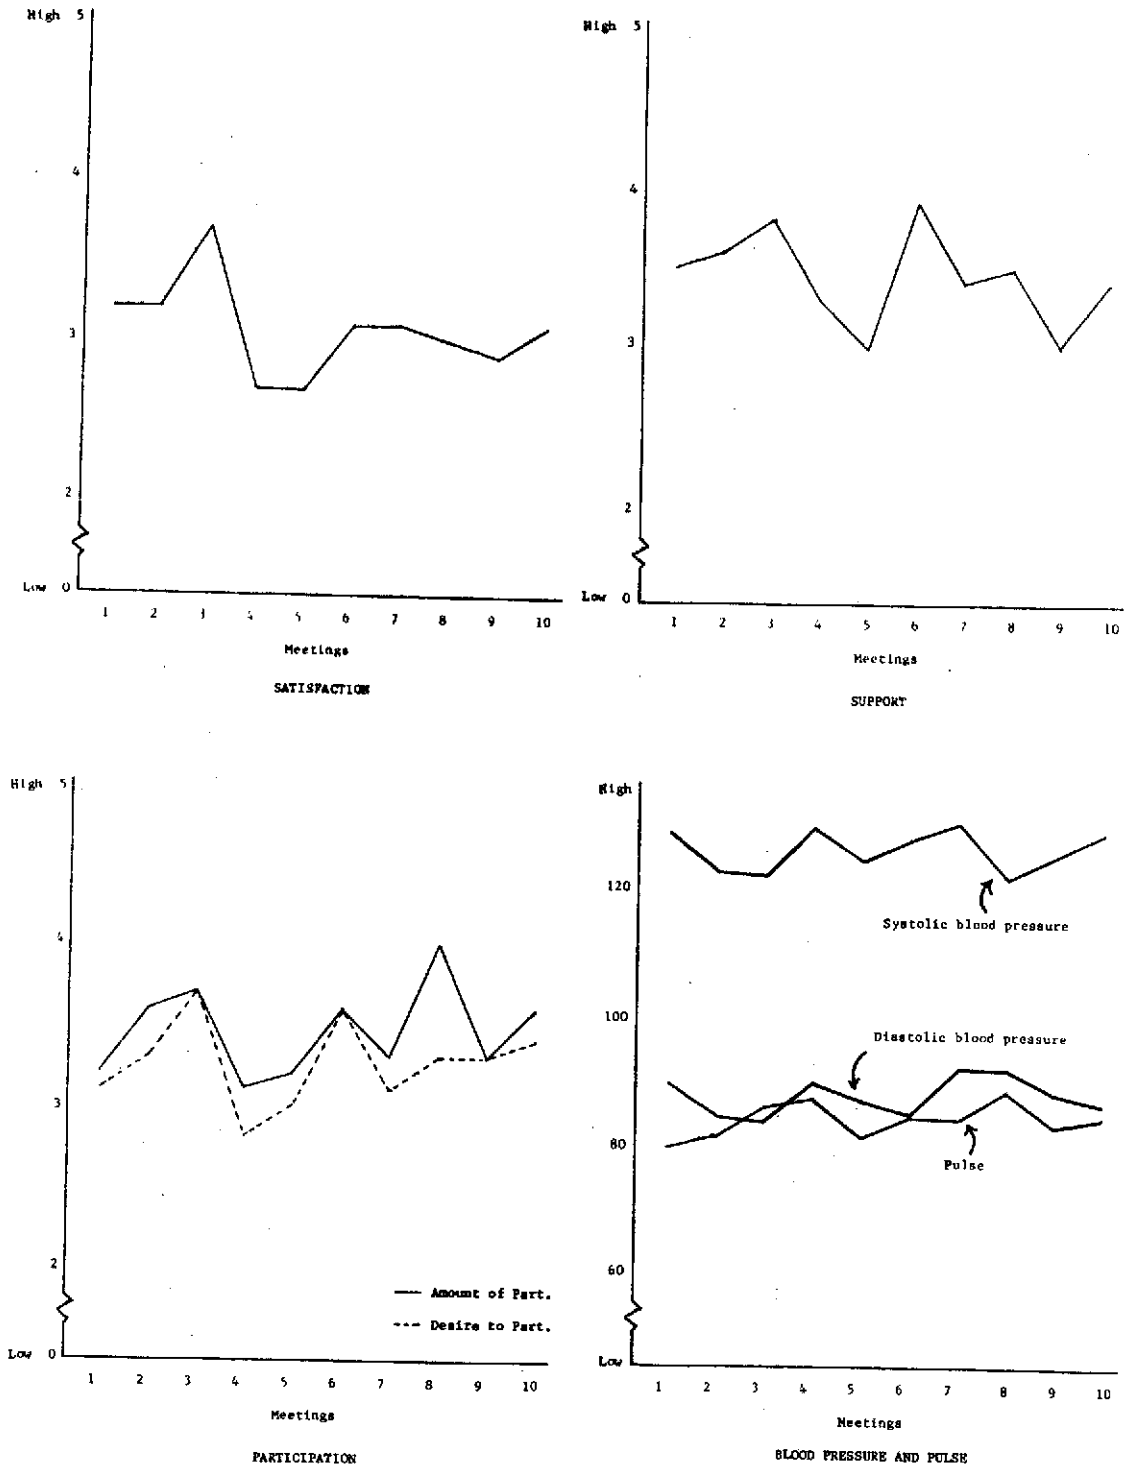 High 5
4
3
2
Low 0
1 2 3 4 5 6 7 8 9 10
Meetings
SATISFACTION
High 5
4
3
2
Low 0
1 2 3 4 5 6 7 8 9 10
Meetings
SUPPORT
High 5
4
3
2
Amount of Part.
Desire to Part.
Low 0
1 2 3 4 5 6 7 8 9 10
Meetings
PARTICIPATION
High
120
Systolic blood pressure
100
Diastolic blood pressure
80
Pulse
60
Low
1 2 3 4 5 6 7 8 9 10
Meetings
BLOOD PRESSURE AND PULSE